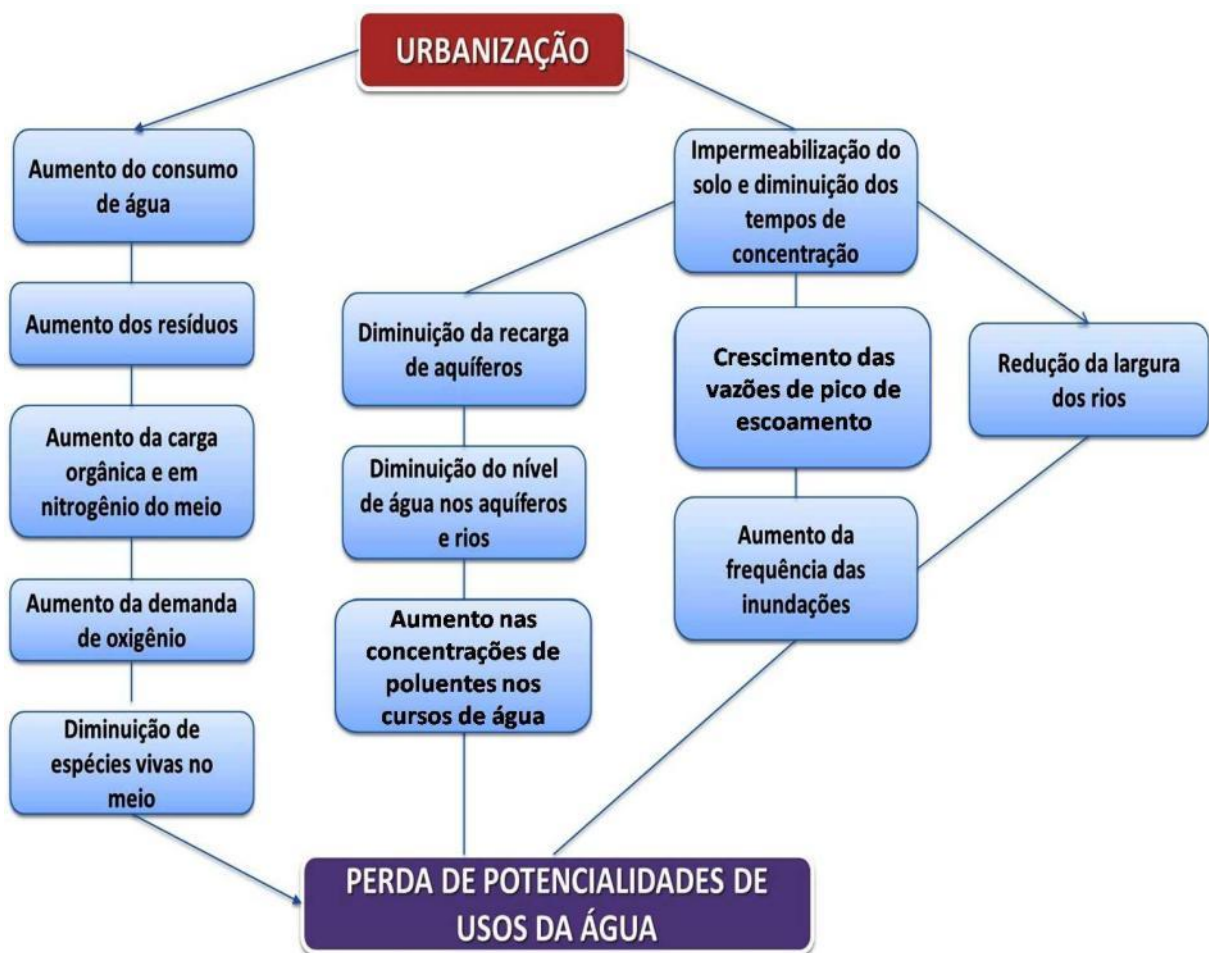 URBANIZAÇÃO
Aumento do consumo
de água
Aumento dos resíduos
Aumento da carga
orgânica e em
nitrogênio do meio
Aumento da demanda
de oxigênio
Diminuição de
espécies vivas no
meio
Impermeabilização do
solo e diminuição dos
tempos de
concentração
Diminuição da recarga
de aquíferos
Diminuição do nível
de água nos aquíferos
e rios
Aumento nas
concentrações de
poluentes nos
cursos de água
Crescimento das
vazões de pico de
escoamento
Aumento da
frequência das
inundações
Redução da largura
dos rios
PERDA DE POTENCIALIDADES DE
USOS DA ÁGUA